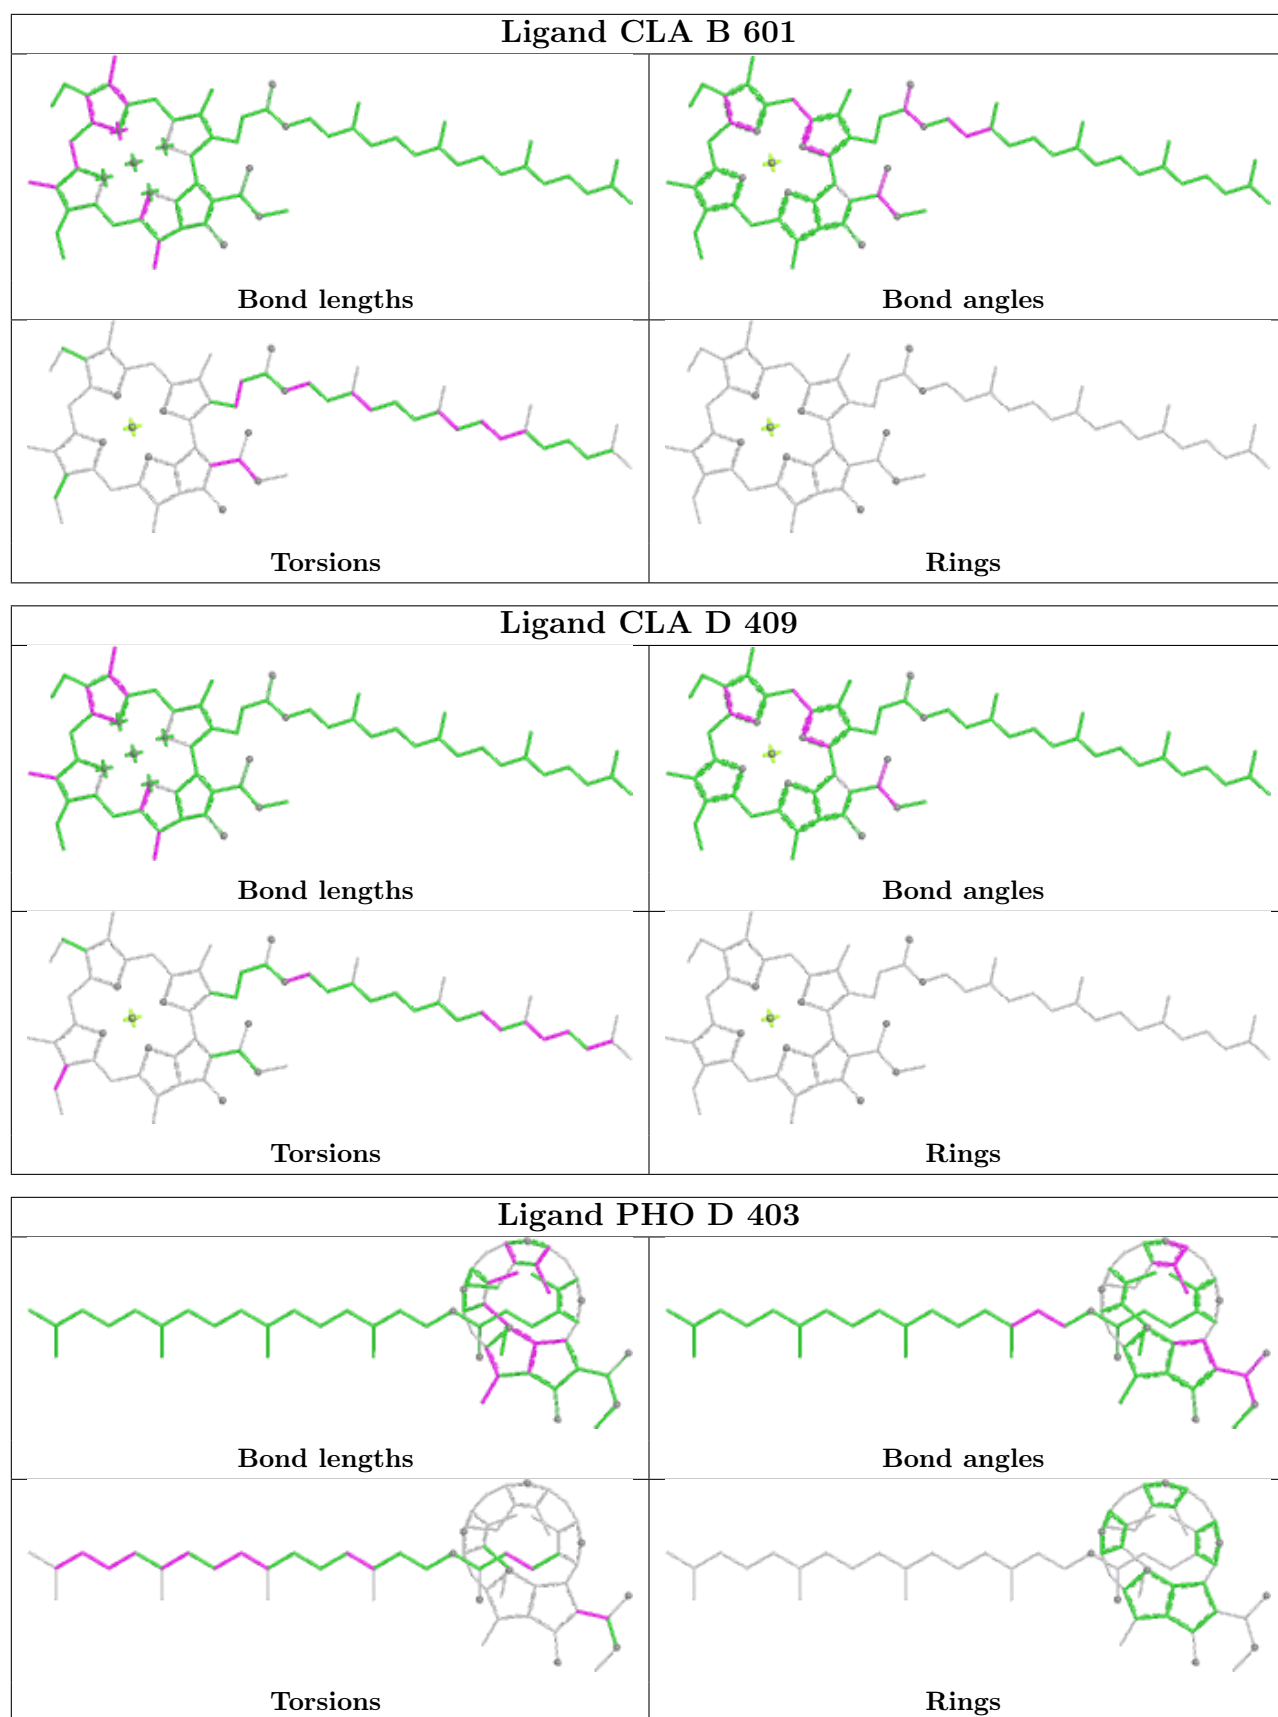 Ligand CLA B 601
Bond lengths
Bond angles
Torsions
Rings
Ligand CLA D 409
Bond lengths
Bond angles
Torsions
Rings
Ligand PHO D 403
Bond lengths
Bond angles
Torsions
Rings